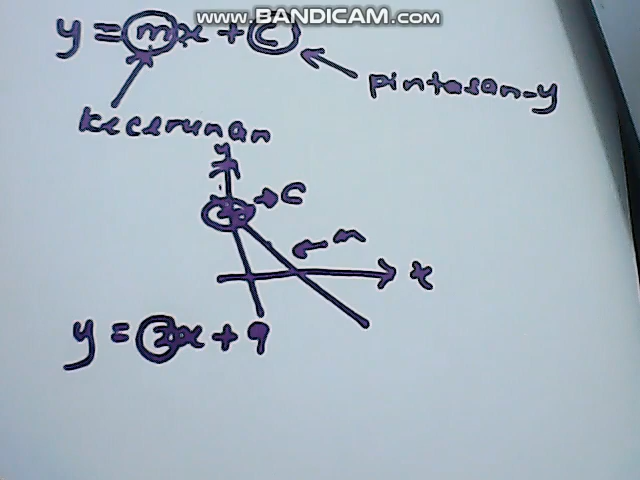 www.BANDICAM.com
y = mx + c
pintasan-y
kecerunan
y
c
m
x
y = 2x + 9